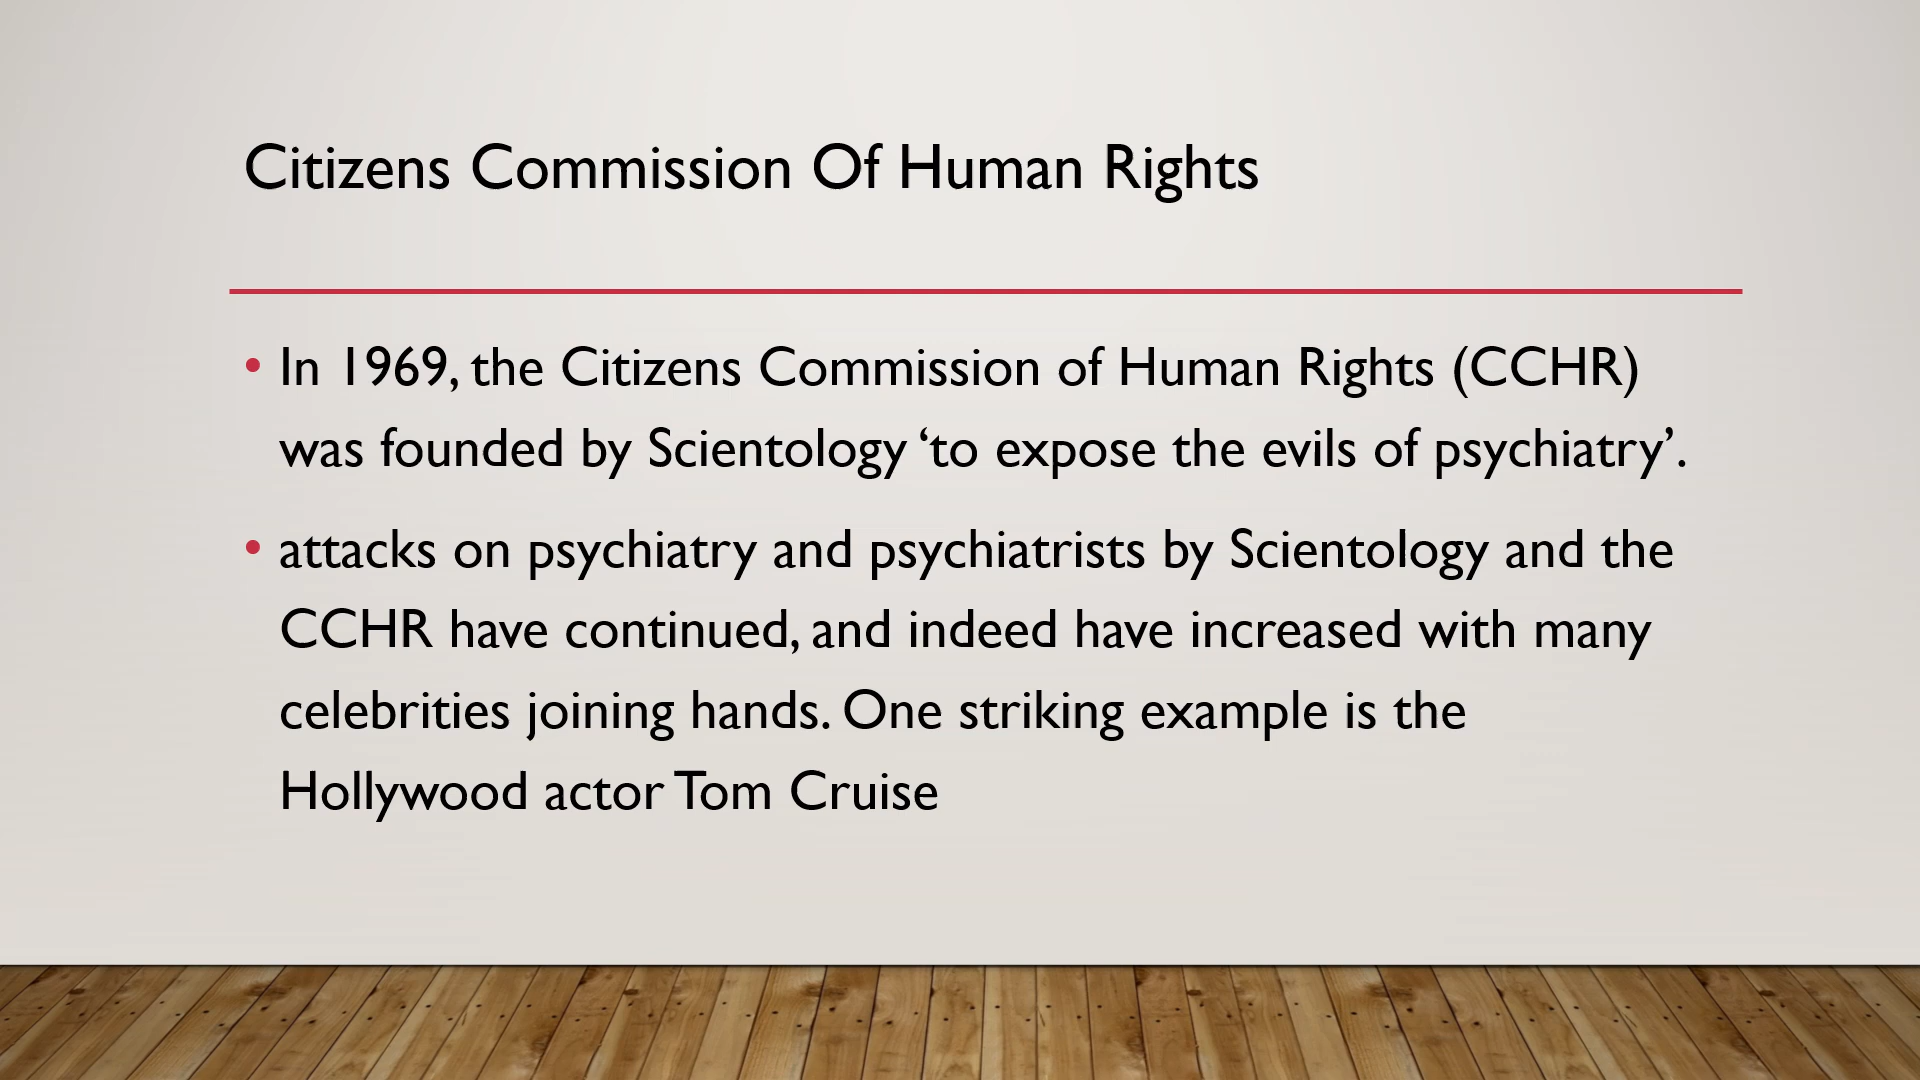 Citizens Commission Of Human Rights
• In 1969, the Citizens Commission of Human Rights (CCHR)
was founded by Scientology ‘to expose the evils of psychiatry’.
• attacks on psychiatry and psychiatrists by Scientology and the
CCHR have continued, and indeed have increased with many
celebrities joining hands. One striking example is the
Hollywood actor Tom Cruise